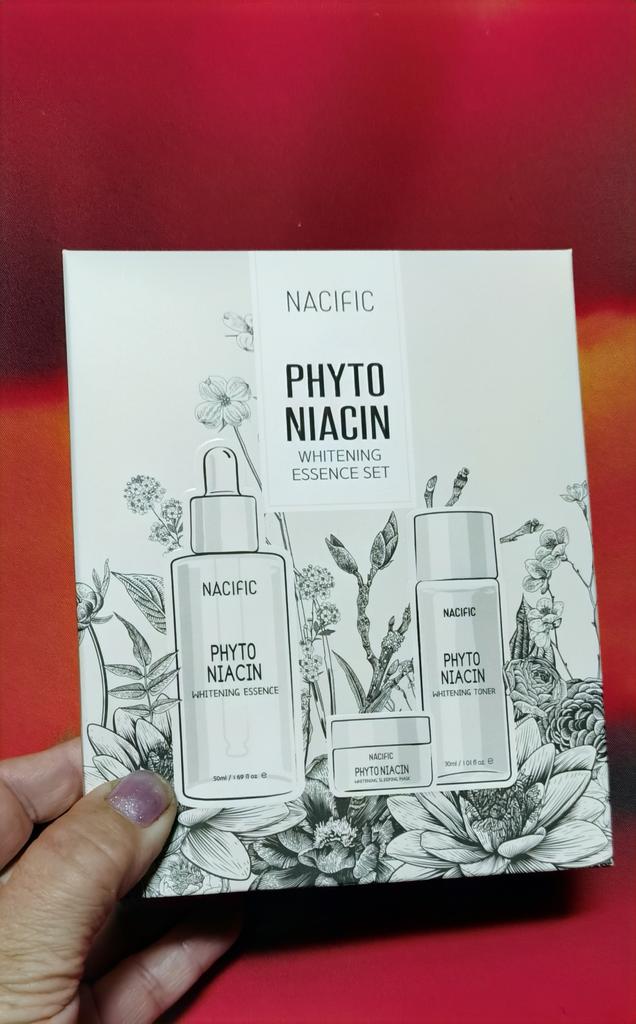 NACIFIC
PHYTO
NIACIN
WHITENING
ESSENCE SET
NACIFIC
PHYTO
NIACIN
WHITENING ESSENCE
50ml / 1.69 fl oz ℮
NACIFIC
PHYTO NIACIN
WHITENING SLEEPING MASK
NACIFIC
PHYTO
NIACIN
WHITENING TONER
30ml / 1.01 fl oz ℮